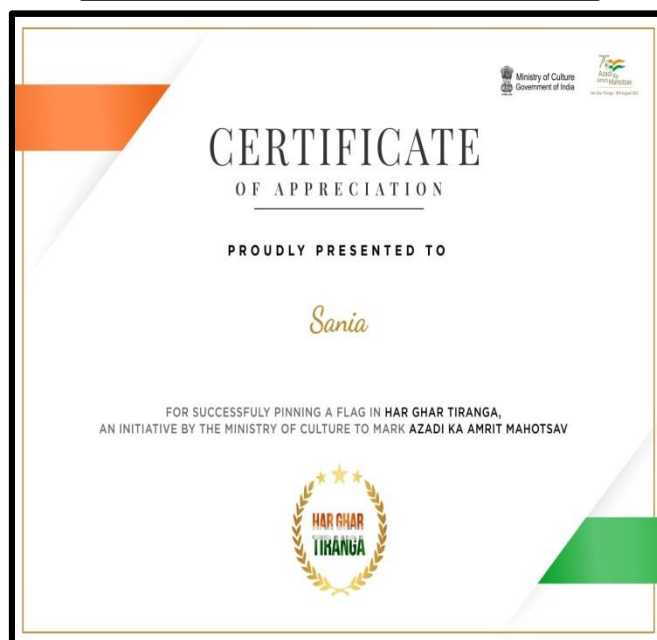 Ministry of Culture
Government of India
Azadi Ka
Amrit Mahotsav
CERTIFICATE
OF APPRECIATION
PROUDLY PRESENTED TO
Sania
FOR SUCCESSFULY PINNING A FLAG IN HAR GHAR TIRANGA,
AN INITIATIVE BY THE MINISTRY OF CULTURE TO MARK AZADI KA AMRIT MAHOTSAV
HAR GHAR
TIRANGA